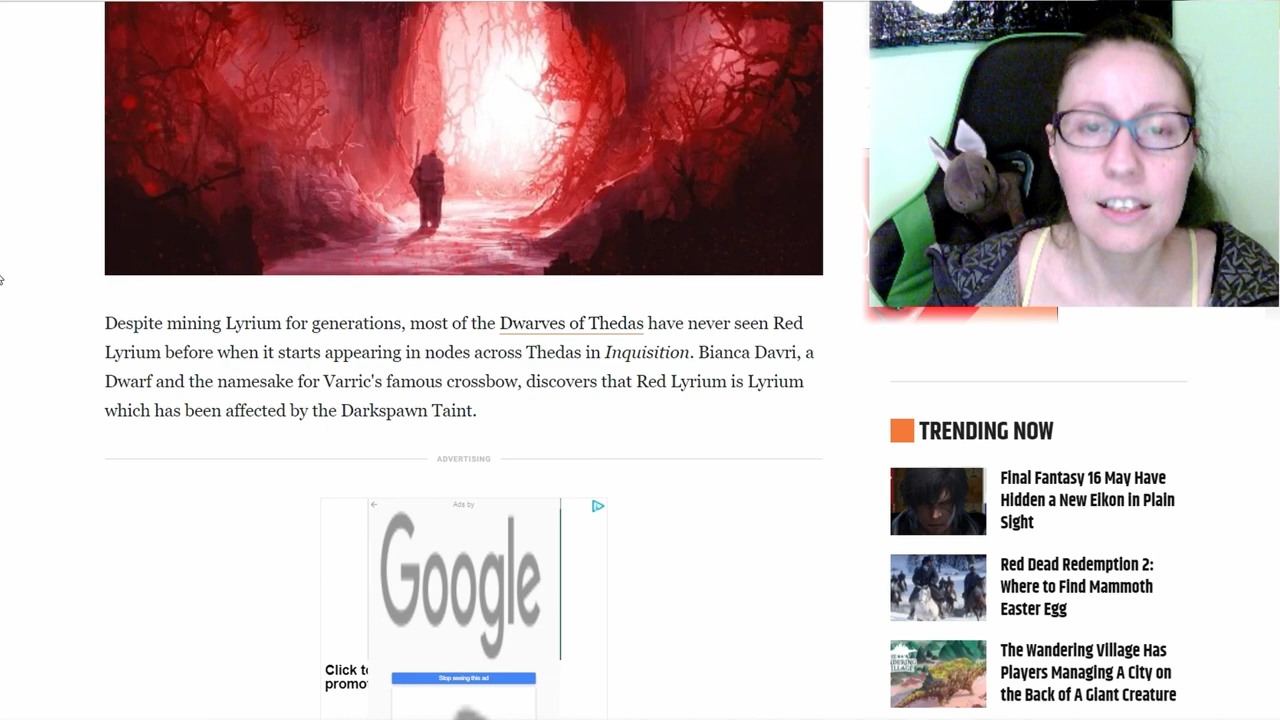 Despite mining Lyrium for generations, most of the Dwarves of Thedas have never seen Red
Lyrium before when it starts appearing in nodes across Thedas in Inquisition. Bianca Davri, a
Dwarf and the namesake for Varric's famous crossbow, discovers that Red Lyrium is Lyrium
which has been affected by the Darkspawn Taint.
ADVERTISING
Ads by
Google
Click to
promo
Stop seeing this ad
TRENDING NOW
Final Fantasy 16 May Have
Hidden a New Eikon in Plain
Sight
Red Dead Redemption 2:
Where to Find Mammoth
Easter Egg
The Wandering Village Has
Players Managing A City on
the Back of A Giant Creature